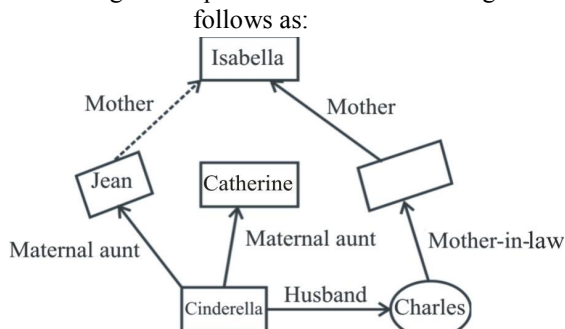 follows as:
Isabella
Mother
Mother
Jean
Catherine
Maternal aunt
Maternal aunt
Mother-in-law
Cinderella
Husband
Charles